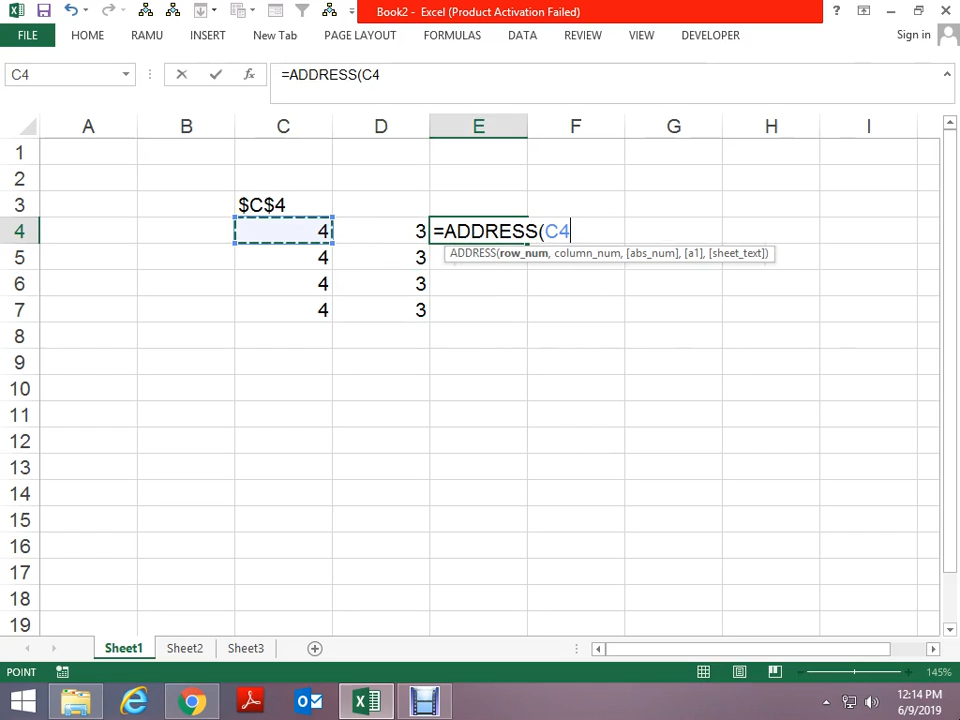 Book2 - Excel (Product Activation Failed)
?
FILE HOME RAMU INSERT New Tab PAGE LAYOUT FORMULAS DATA REVIEW VIEW DEVELOPER Sign in
C4 fx =ADDRESS(C4
A B C D E F G H I
1
2
3 $C$4
4 4 3 =ADDRESS(C4
ADDRESS(row_num, column_num, [abs_num], [a1], [sheet_text])
5 4 3
6 4 3
7 4 3
8
9
10
11
12
13
14
15
16
17
18
19
Sheet1 Sheet2 Sheet3
POINT 145%
12:14 PM
6/9/2019